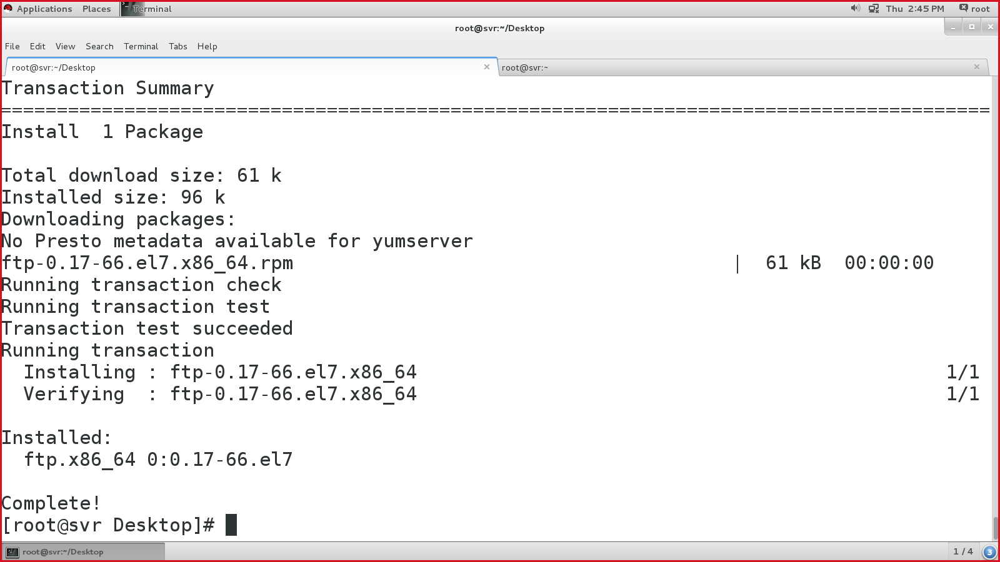 Applications Places Terminal Thu 2:45 PM root
root@svr:~/Desktop
File Edit View Search Terminal Tabs Help
root@svr:~/Desktop root@svr:~
Transaction Summary
========================================================================================
Install  1 Package
Total download size: 61 k
Installed size: 96 k
Downloading packages:
No Presto metadata available for yumserver
ftp-0.17-66.el7.x86_64.rpm | 61 kB 00:00:00
Running transaction check
Running transaction test
Transaction test succeeded
Running transaction
Installing : ftp-0.17-66.el7.x86_64 1/1
Verifying  : ftp-0.17-66.el7.x86_64 1/1
Installed:
ftp.x86_64 0:0.17-66.el7
Complete!
[root@svr Desktop]#
root@svr:~/Desktop 1 / 4 3